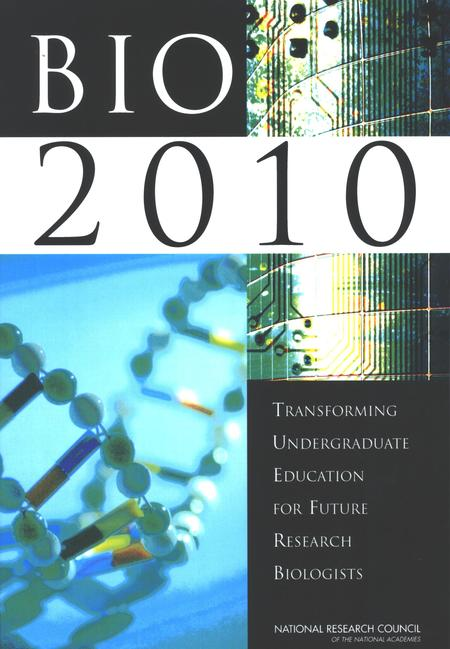 BIO
2010
TRANSFORMING
UNDERGRADUATE
EDUCATION
FOR FUTURE
RESEARCH
BIOLOGISTS
NATIONAL RESEARCH COUNCIL
OF THE NATIONAL ACADEMIES